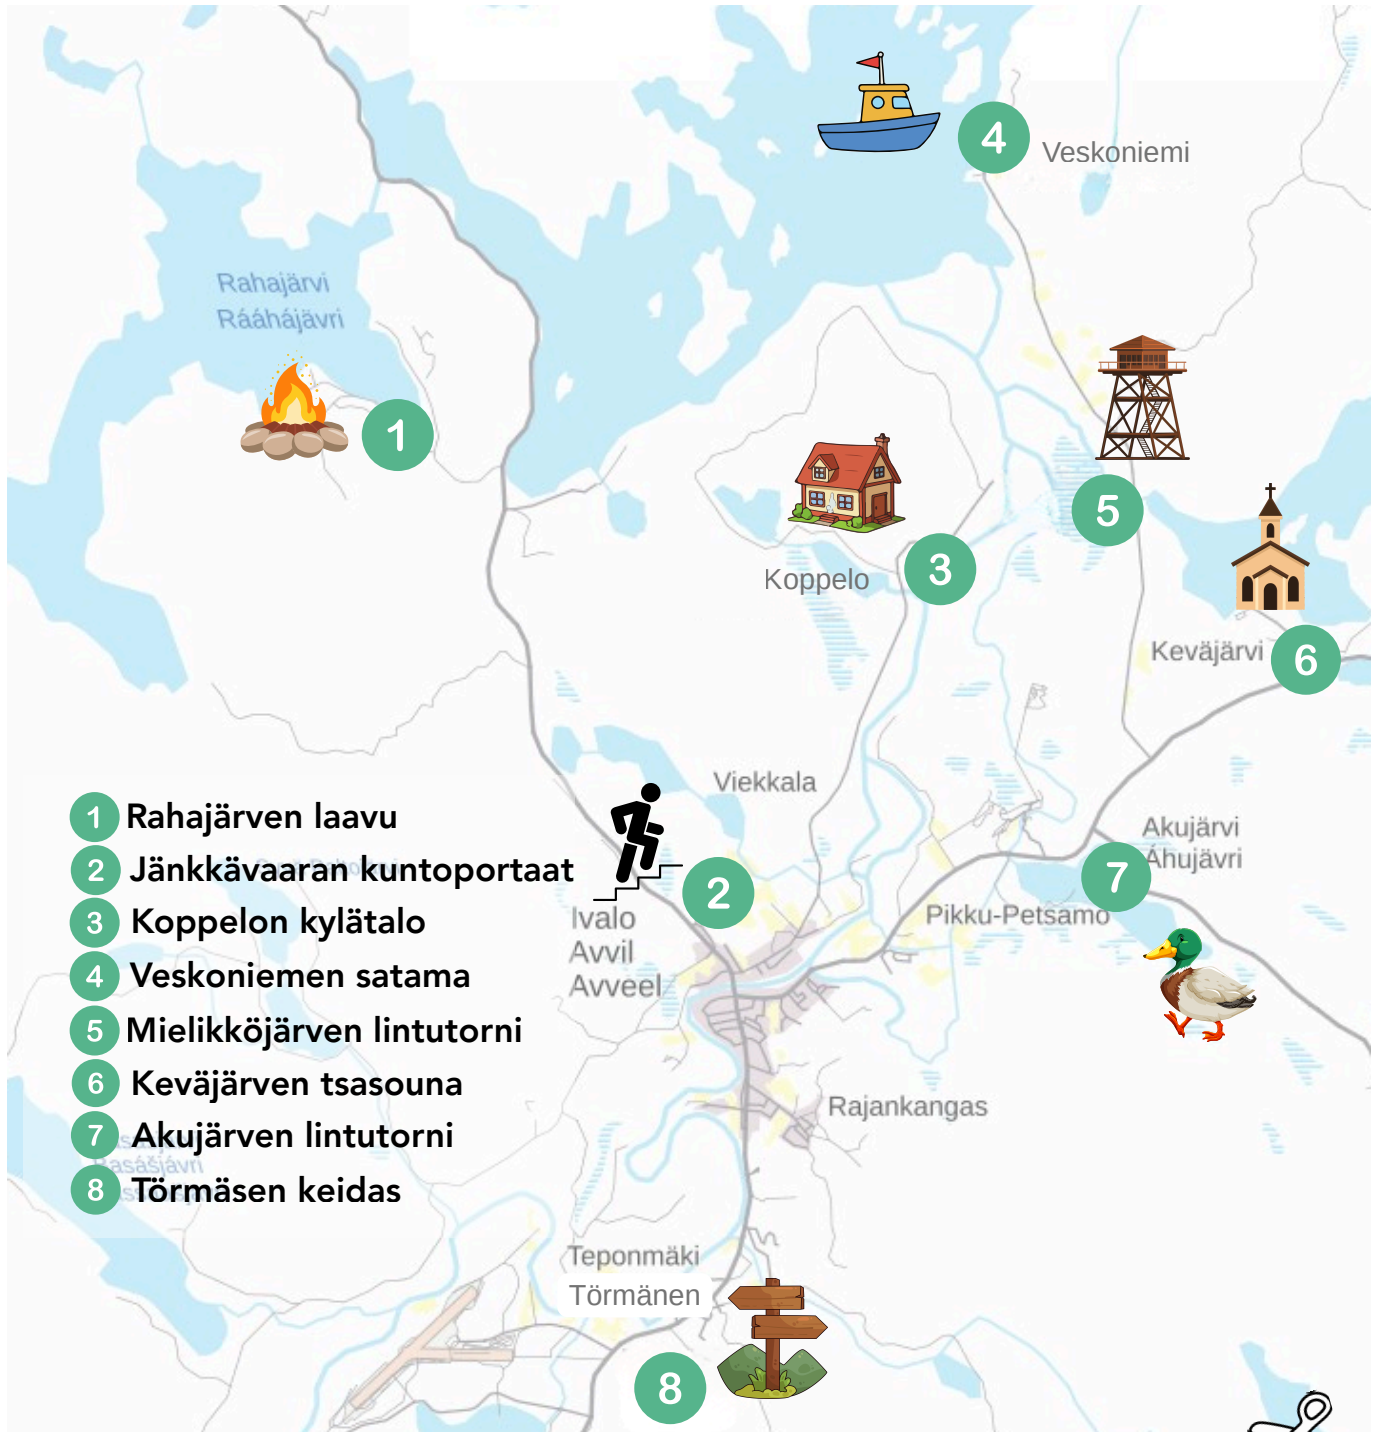 4
Veskoniemi
Rahajärvi
Rááhájävri
1
5
3
Koppelo
Keväjärvi
6
Viekkala
Akujärvi
Áhujävri
7
2
Pikku-Petsamo
Ivalo
Avvil
Avveel
Rajankangas
Teponmäki
Törmänen
8
1 Rahajärven laavu
2 Jänkkävaaran kuntoportaat
3 Koppelon kylätalo
4 Veskoniemen satama
5 Mielikköjärven lintutorni
6 Keväjärven tsasouna
7 Akujärven lintutorni
8 Törmäsen keidas